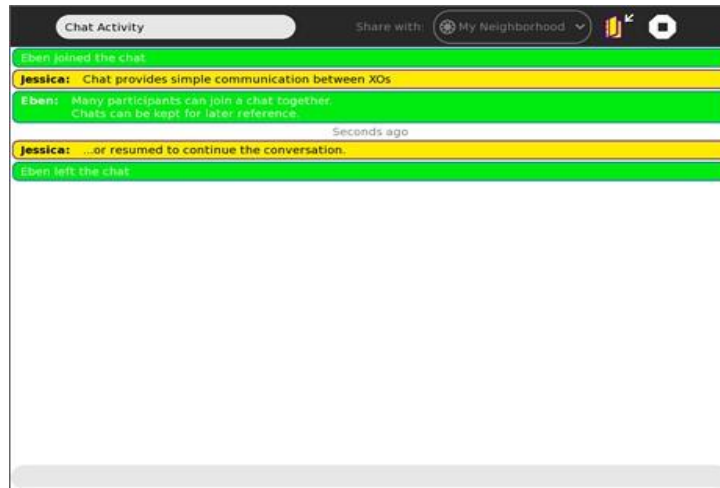 Chat Activity Share with: My Neighborhood
Eben joined the chat
Jessica: Chat provides simple communication between XOs
Eben: Many participants can join a chat together.
Chats can be kept for later reference.
Seconds ago
Jessica: ...or resumed to continue the conversation.
Eben left the chat